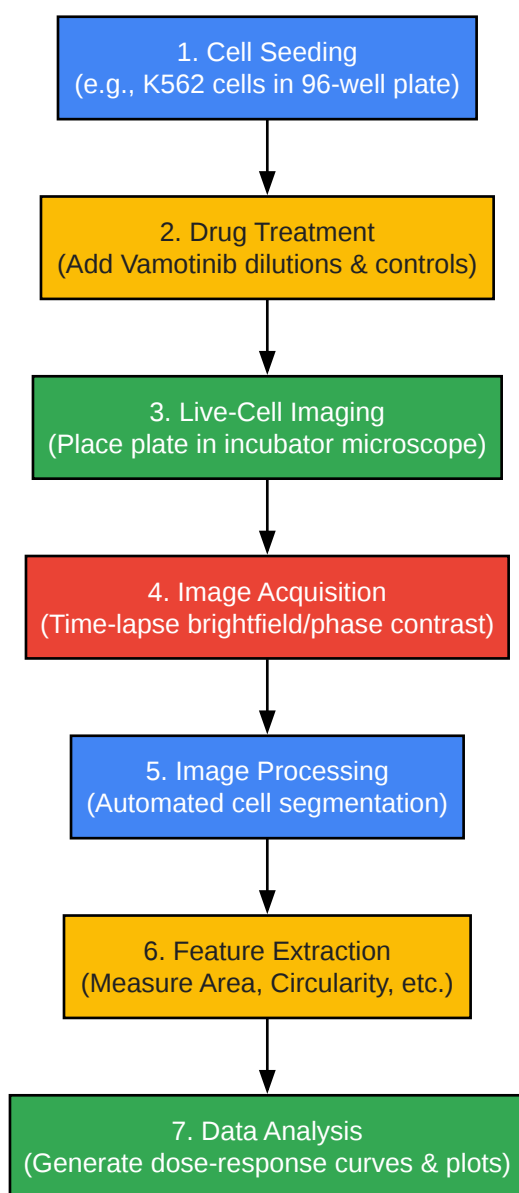 1. Cell Seeding
(e.g., K562 cells in 96-well plate)
2. Drug Treatment
(Add Vamotinib dilutions & controls)
3. Live-Cell Imaging
(Place plate in incubator microscope)
4. Image Acquisition
(Time-lapse brightfield/phase contrast)
5. Image Processing
(Automated cell segmentation)
6. Feature Extraction
(Measure Area, Circularity, etc.)
7. Data Analysis
(Generate dose-response curves & plots)